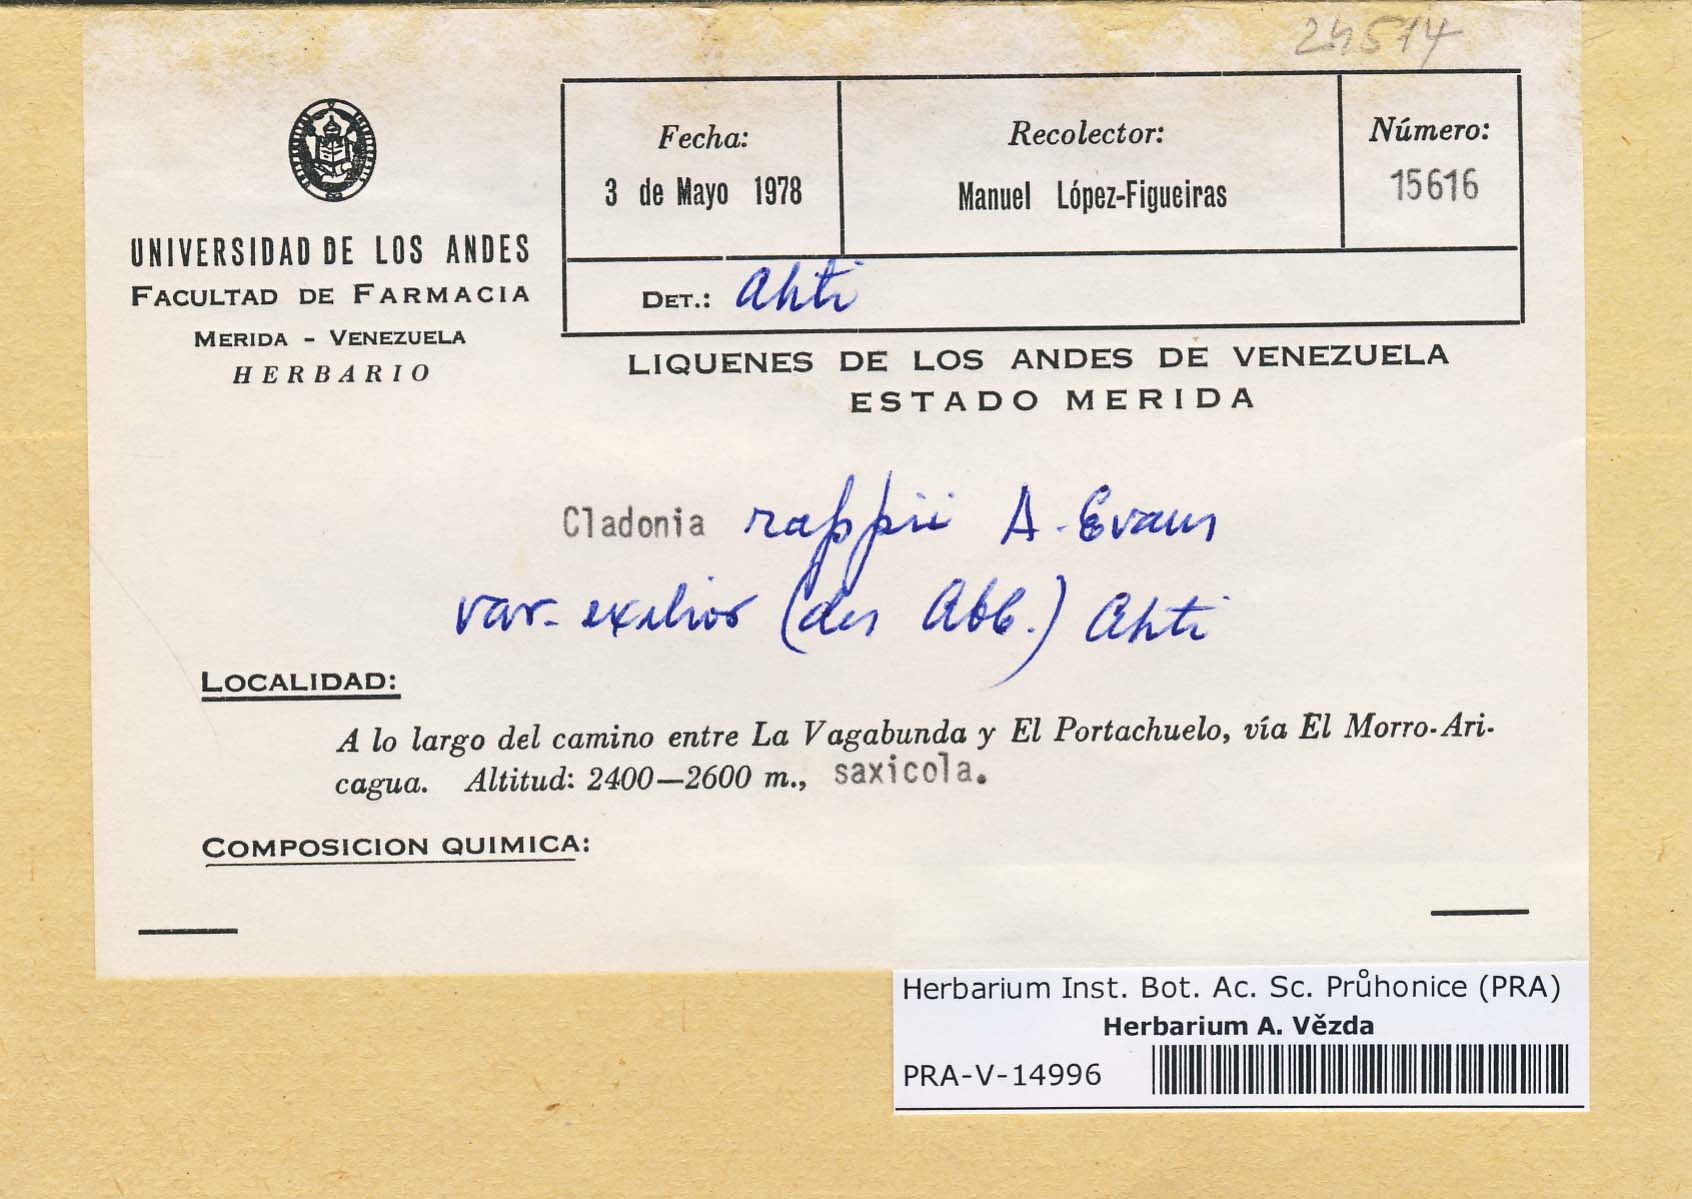 24514
Fecha:
3 de Mayo 1978
Recolector:
Manuel López-Figueiras
Número:
15616
UNIVERSIDAD DE LOS ANDES
FACULTAD DE FARMACIA
MERIDA - VENEZUELA
HERBARIO
DET.: Ahti
LIQUENES DE LOS ANDES DE VENEZUELA
ESTADO MERIDA
Cladonia rappii A. Evans
var. exilior (des Abb.) Ahti
LOCALIDAD:
A lo largo del camino entre La Vagabunda y El Portachuelo, vía El Morro-Ari-
cagua. Altitud: 2400—2600 m., saxicola.
COMPOSICION QUIMICA:
Herbarium Inst. Bot. Ac. Sc. Průhonice (PRA)
Herbarium A. Vězda
PRA-V-14996